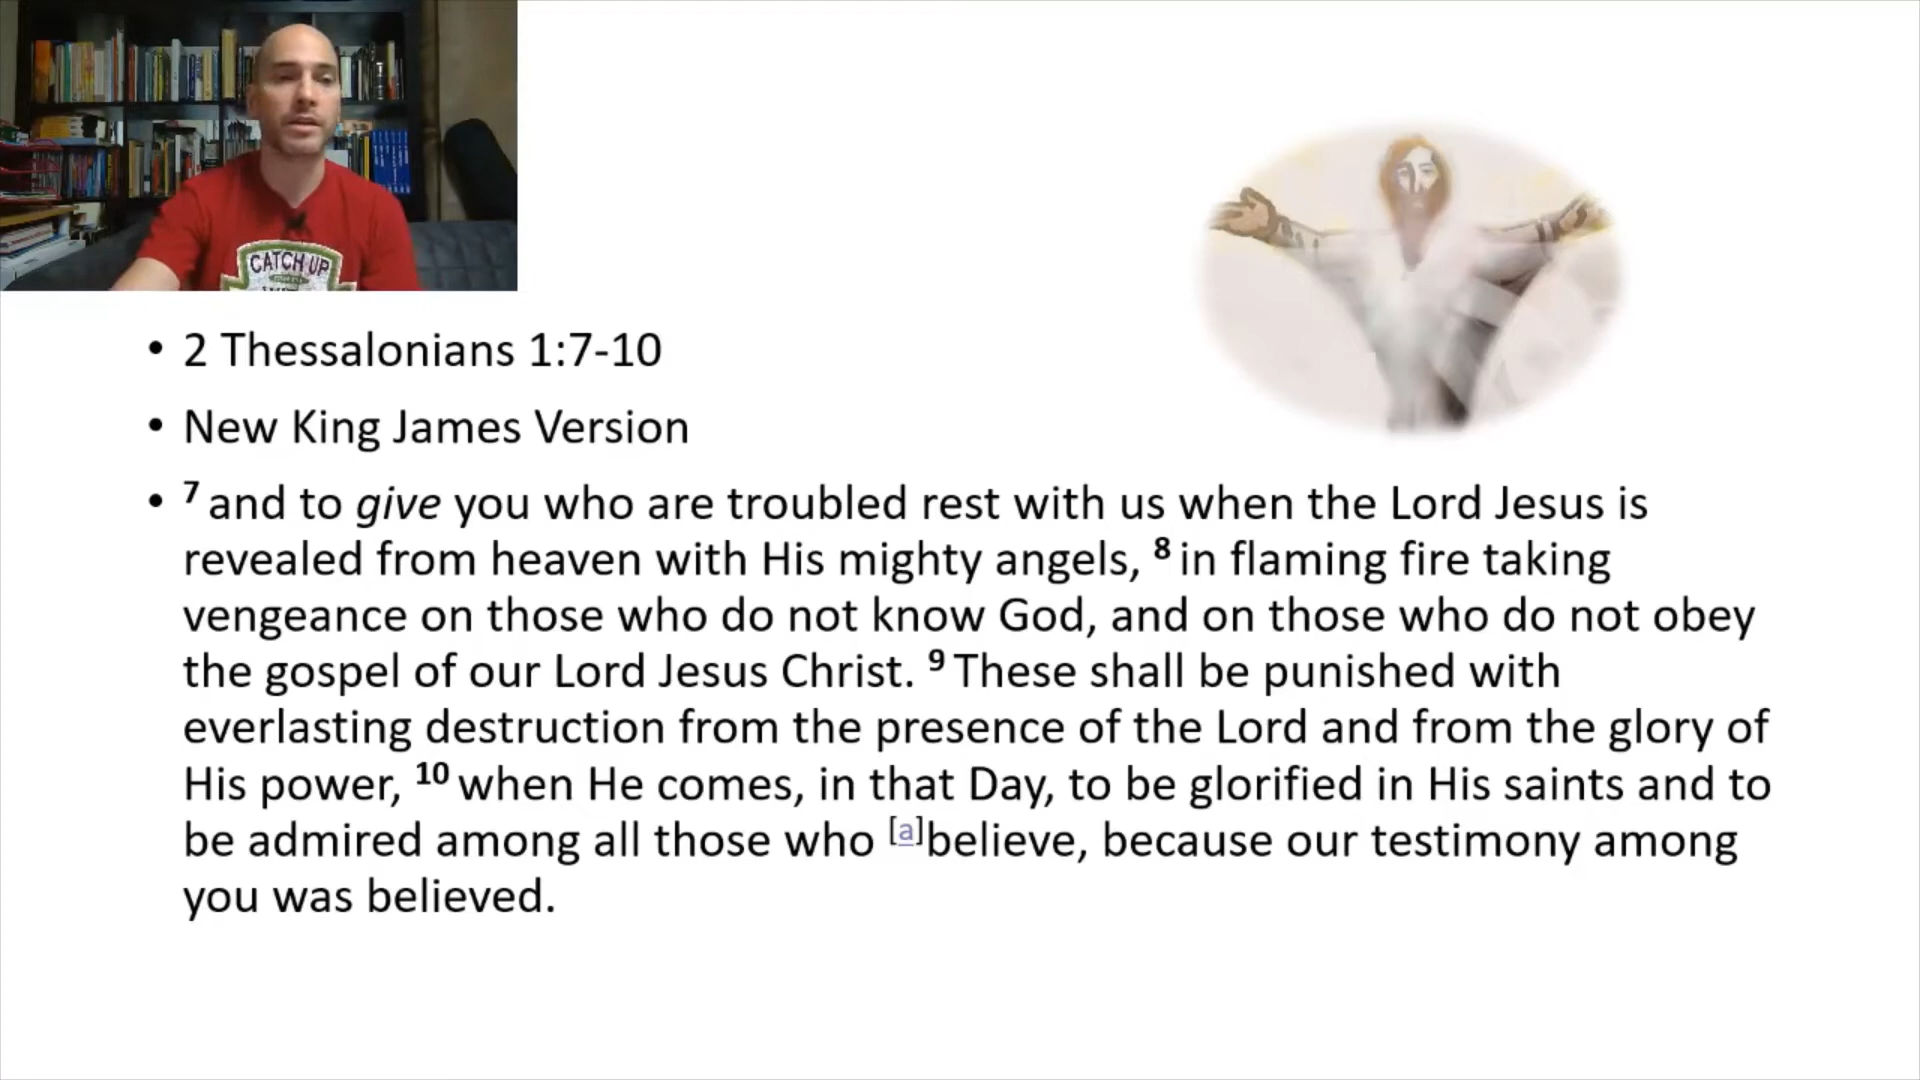 CATCH UP
• 2 Thessalonians 1:7-10
• New King James Version
• 7 and to give you who are troubled rest with us when the Lord Jesus is
revealed from heaven with His mighty angels, 8 in flaming fire taking
vengeance on those who do not know God, and on those who do not obey
the gospel of our Lord Jesus Christ. 9 These shall be punished with
everlasting destruction from the presence of the Lord and from the glory of
His power, 10 when He comes, in that Day, to be glorified in His saints and to
be admired among all those who [a]believe, because our testimony among
you was believed.